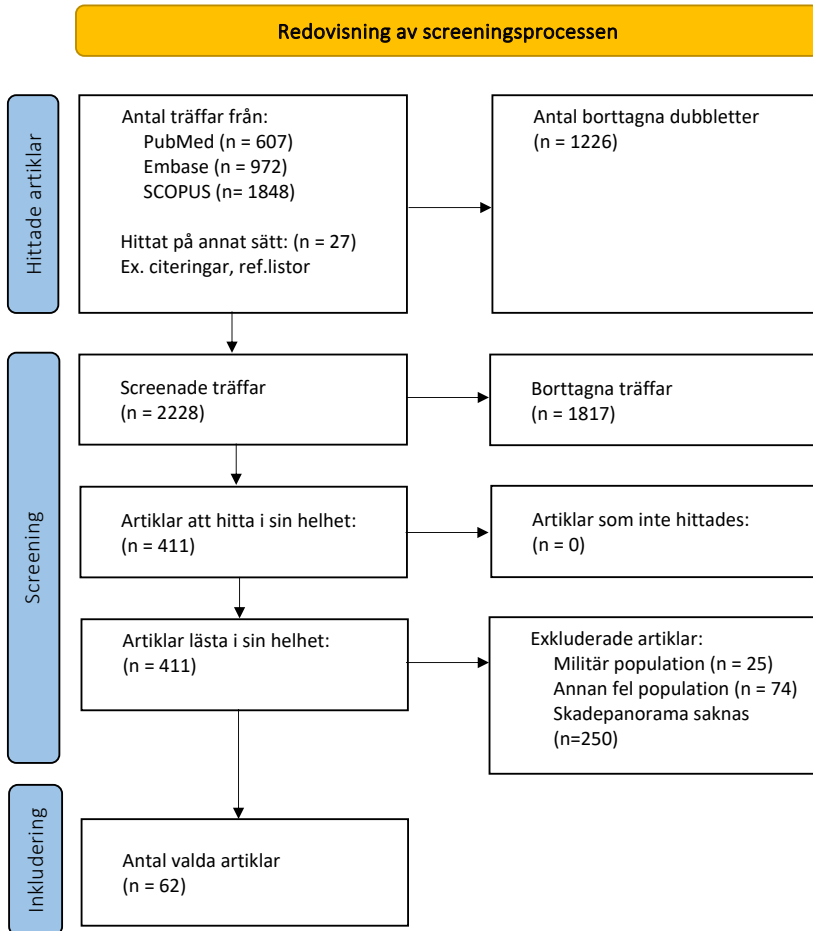 Redovisning av screeningsprocessen
Hittade artiklar
Antal träffar från:
PubMed (n = 607)
Embase (n = 972)
SCOPUS (n= 1848)
Hittat på annat sätt: (n = 27)
Ex. citeringar, ref.listor
Antal borttagna dubbletter
(n = 1226)
Screening
Screenade träffar
(n = 2228)
Borttagna träffar
(n = 1817)
Artiklar att hitta i sin helhet:
(n = 411)
Artiklar som inte hittades:
(n = 0)
Artiklar lästa i sin helhet:
(n = 411)
Exkluderade artiklar:
Militär population (n = 25)
Annan fel population (n = 74)
Skadepanorama saknas
(n=250)
Inkludering
Antal valda artiklar
(n = 62)